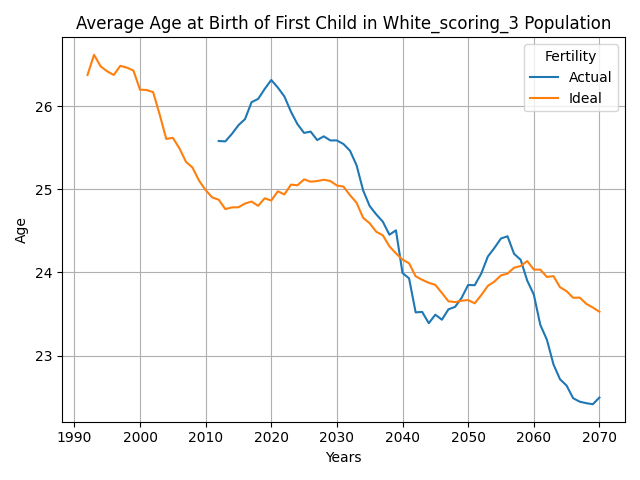 Average Age at Birth of First Child in White_scoring_3 Population
Fertility
Actual
Ideal
Age
26
25
24
23
1990 2000 2010 2020 2030 2040 2050 2060 2070
Years